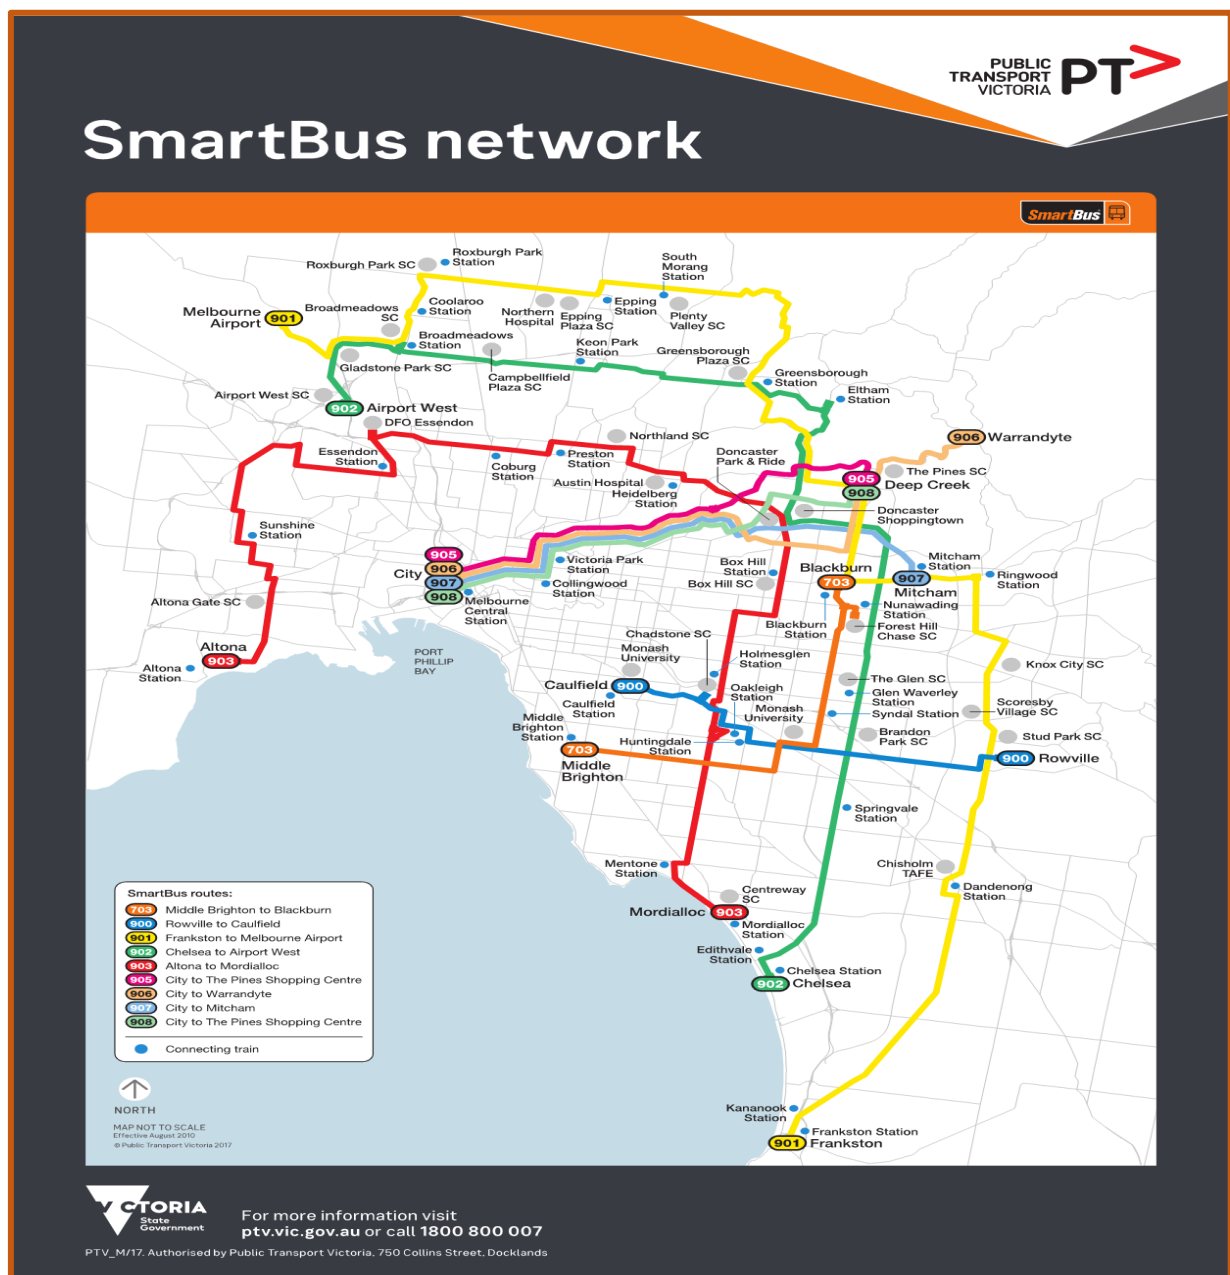 PUBLIC
TRANSPORT
VICTORIA
PT
SmartBus network
SmartBus
Roxburgh Park SC
Roxburgh Park
Station
South
Morang
Station
Melbourne
Airport
901
Broadmeadows
SC
Coolaroo
Station
Northern
Hospital
Epping
Plaza SC
Epping
Station
Plenty
Valley SC
Broadmeadows
Station
Keon Park
Station
Greensborough
Plaza SC
Gladstone Park SC
Campbellfield
Plaza SC
Greensborough
Station
Eltham
Station
Airport West SC
902 Airport West
DFO Essendon
Northland SC
906 Warrandyte
Essendon
Station
Coburg
Station
Preston
Station
Doncaster
Park & Ride
The Pines SC
Austin Hospital
Heidelberg
Station
905
Deep Creek
908
Doncaster
Shoppingtown
Sunshine
Station
City
905
906
907
908
Victoria Park
Station
Collingwood
Station
Melbourne
Central
Station
Box Hill
Station
Box Hill SC
Blackburn
703
Mitcham
Station
907
Mitcham
Ringwood
Station
Nunawading
Station
Blackburn
Station
Forest Hill
Chase SC
Altona Gate SC
Altona
903
Altona
Station
PORT
PHILLIP
BAY
Chadstone SC
Monash
University
Holmesglen
Station
Caulfield 900
Caulfield
Station
Oakleigh
Station
Monash
University
The Glen SC
Glen Waverley
Station
Syndal Station
Knox City SC
Scoresby
Village SC
Middle
Brighton
Station
Huntingdale
Station
Brandon
Park SC
Stud Park SC
703
Middle
Brighton
900 Rowville
Springvale
Station
Mentone
Station
Chisholm
TAFE
Dandenong
Station
Centreway
SC
Mordialloc 903
Mordialloc
Station
Edithvale
Station
Chelsea Station
902 Chelsea
Kananook
Station
Frankston Station
901 Frankston
SmartBus routes:
703 Middle Brighton to Blackburn
900 Rowville to Caulfield
901 Frankston to Melbourne Airport
902 Chelsea to Airport West
903 Altona to Mordialloc
905 City to The Pines Shopping Centre
906 City to Warrandyte
907 City to Mitcham
908 City to The Pines Shopping Centre
Connecting train
NORTH
MAP NOT TO SCALE
Effective August 2010
© Public Transport Victoria 2017
VICTORIA
State
Government
For more information visit
ptv.vic.gov.au or call 1800 800 007
PTV_M/17. Authorised by Public Transport Victoria, 750 Collins Street, Docklands